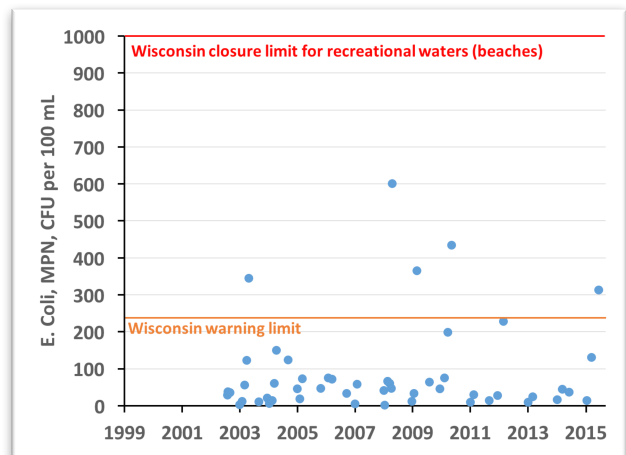 E. Coli, MPN, CFU per 100 mL
1000
Wisconsin closure limit for recreational waters (beaches)
900
800
700
600
500
400
300
200
Wisconsin warning limit
100
0
1999 2001 2003 2005 2007 2009 2011 2013 2015